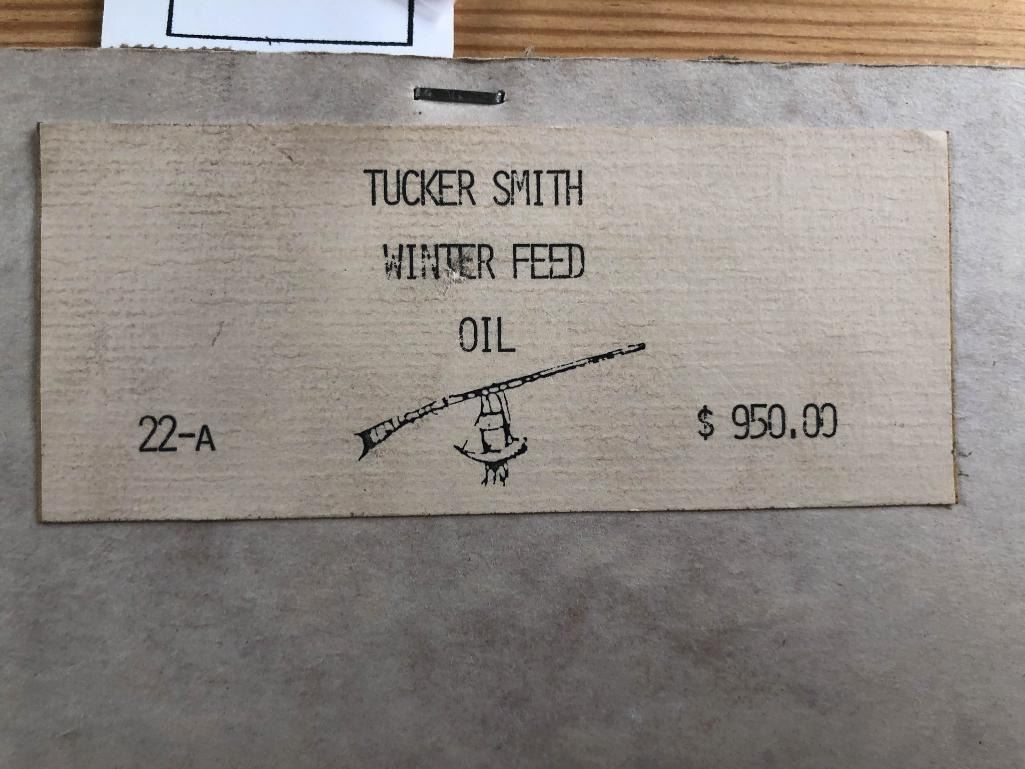 TUCKER SMITH
WINTER FEED
OIL
22-A
$ 950.00